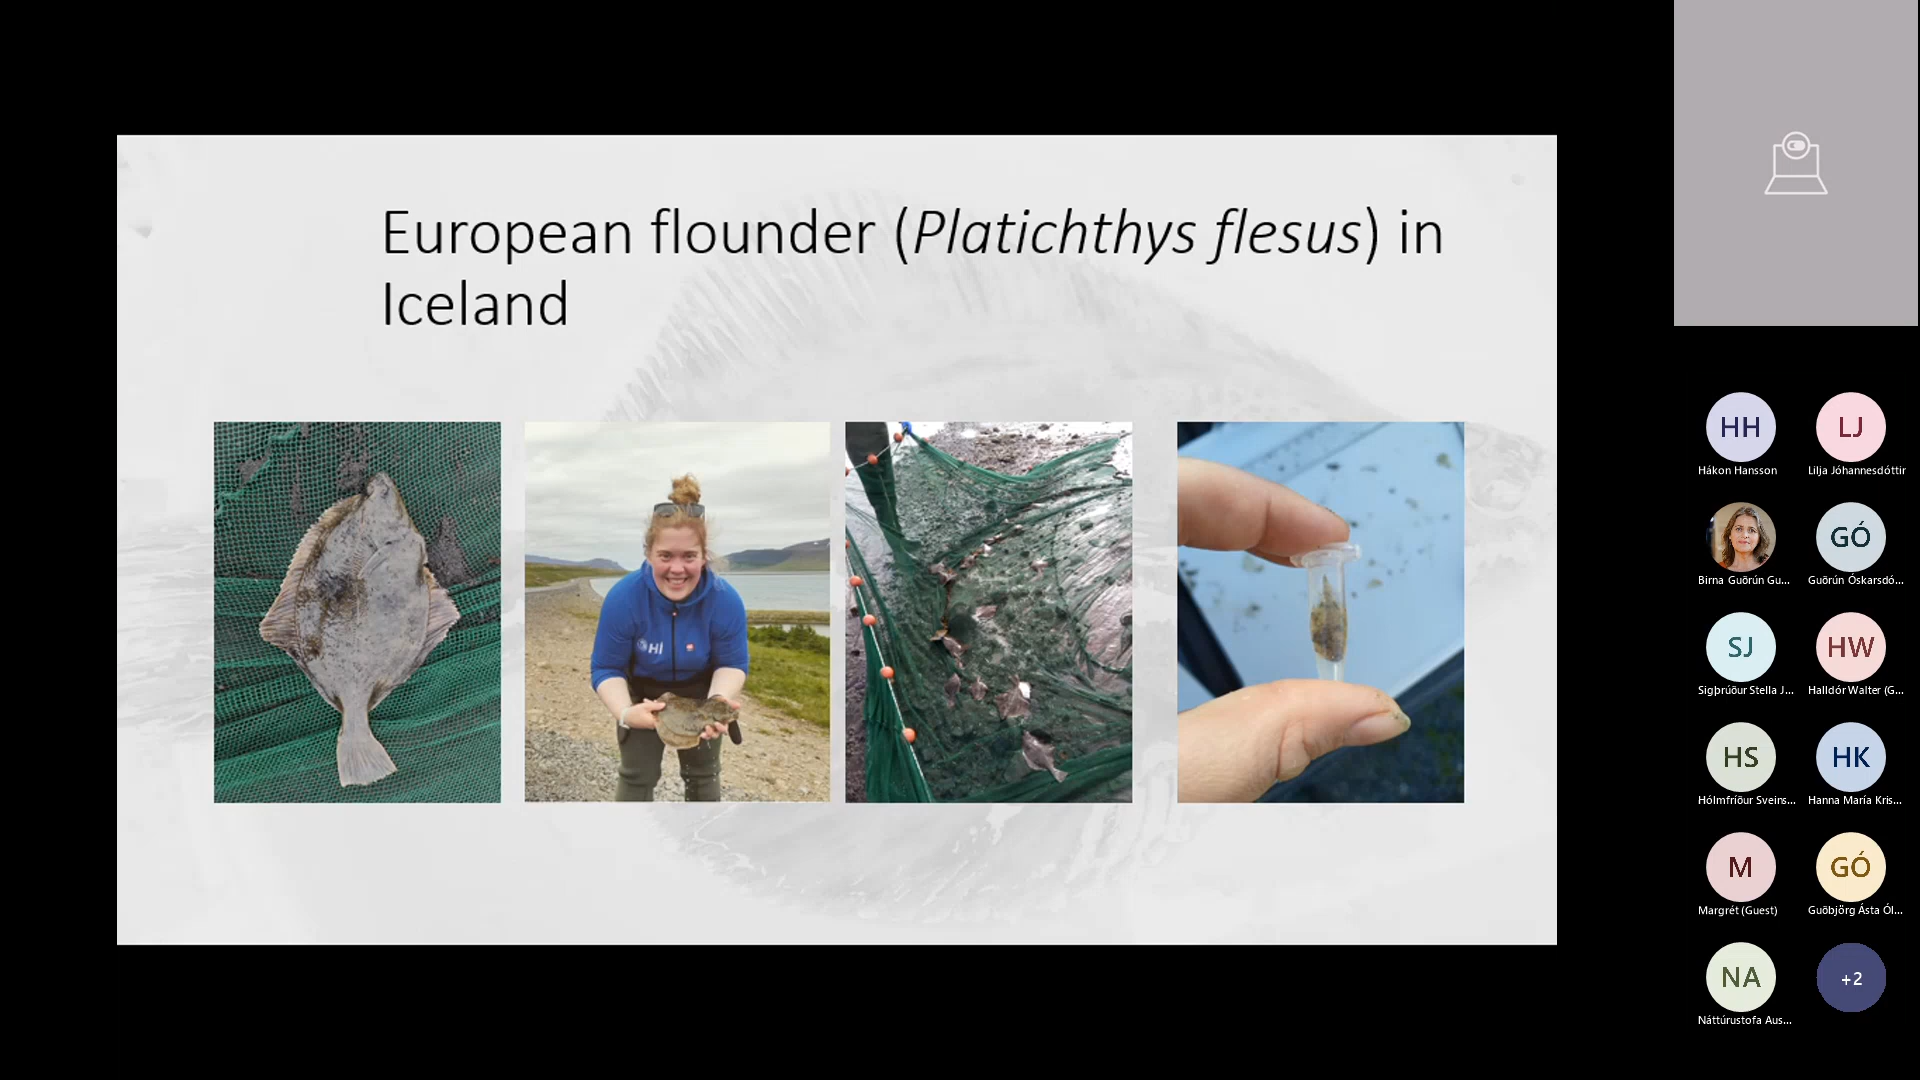 European flounder (Platichthys flesus) in
Iceland
HÍ
HH
Hákon Hansson
LJ
Lilja Jóhannesdóttir
Birna Guðrún Gu...
GÓ
Guðrún Óskarsdó...
SJ
Sigþrúður Stella J...
HW
Halldór Walter (G...
HS
Hólmfríður Sveins...
HK
Hanna María Kris...
M
Margrét (Guest)
GÓ
Guðbjörg Ásta Ól...
NA
Náttúrustofa Aus...
+2